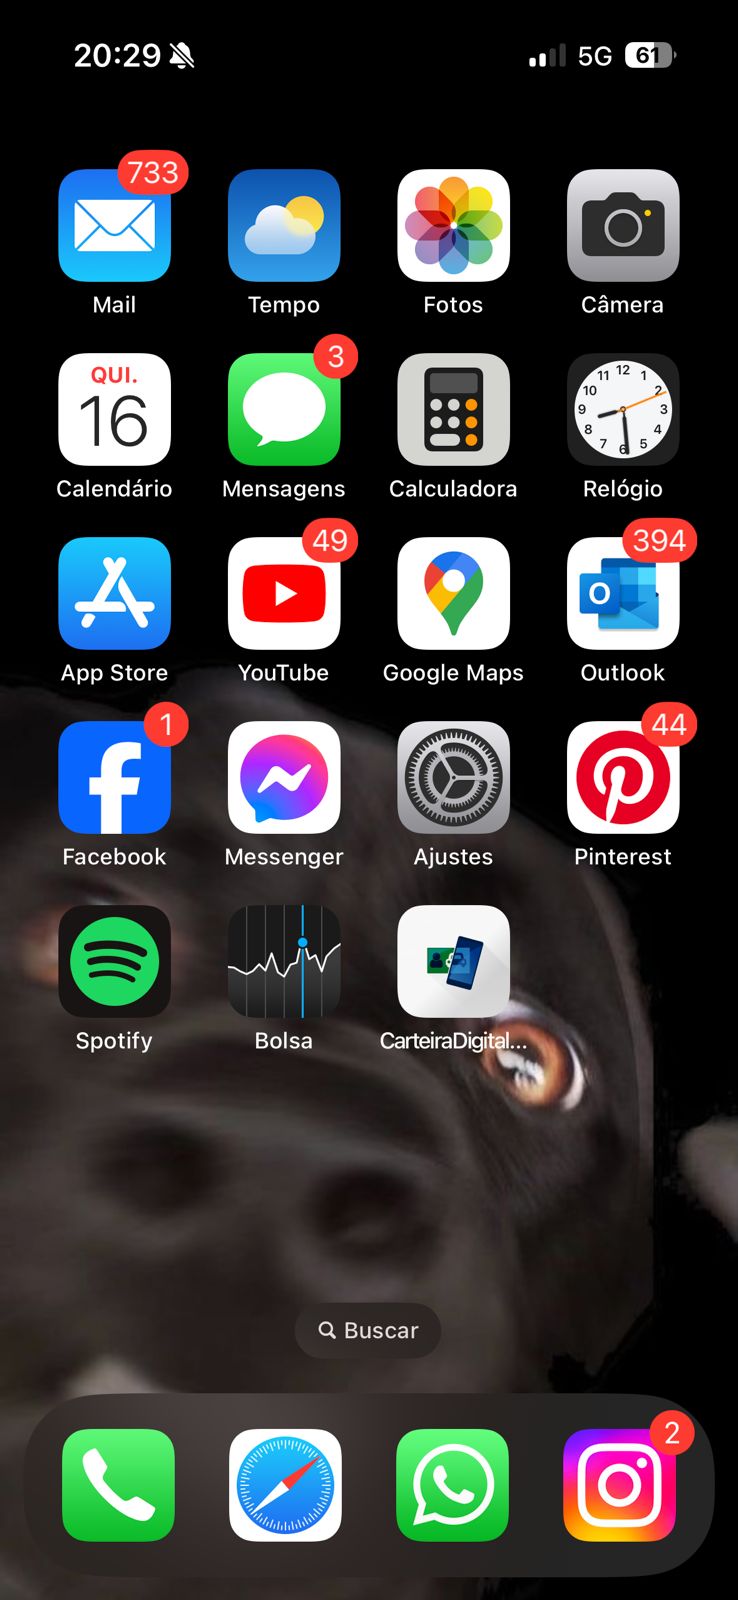 20:29 5G 61
733
Mail Tempo Fotos Câmera
QUI.
16
3
12 1 2 3 4 5 6 7 8 9 10 11
Calendário Mensagens Calculadora Relógio
49 394
O
App Store YouTube Google Maps Outlook
1 44
Facebook Messenger Ajustes Pinterest
Spotify Bolsa CarteiraDigital...
Buscar
2